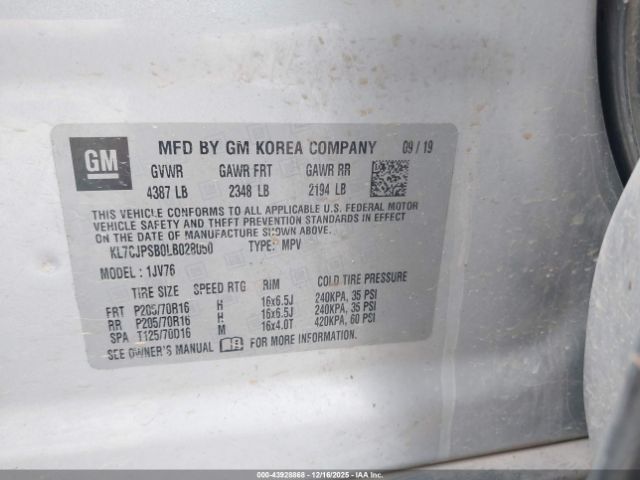 GM
MFD BY GM KOREA COMPANY 09/19
GVWR GAWR FRT GAWR RR
4387 LB 2348 LB 2194 LB
THIS VEHICLE CONFORMS TO ALL APPLICABLE U.S. FEDERAL MOTOR
VEHICLE SAFETY AND THEFT PREVENTION STANDARDS IN EFFECT
ON THE DATE OF MANUFACTURE SHOWN ABOVE.
KL7CJPSB0LB028050 TYPE: MPV
MODEL: 1JV76
TIRE SIZE SPEED RTG RIM COLD TIRE PRESSURE
FRT P205/70R16 H 16x6.5J 240KPA, 35 PSI
RR P205/70R16 H 16x6.5J 240KPA, 35 PSI
SPA T125/70D16 M 16x4.0T 420KPA, 60 PSI
SEE OWNER'S MANUAL FOR MORE INFORMATION.
000-43928868 - 12/16/2025 - IAA, Inc.